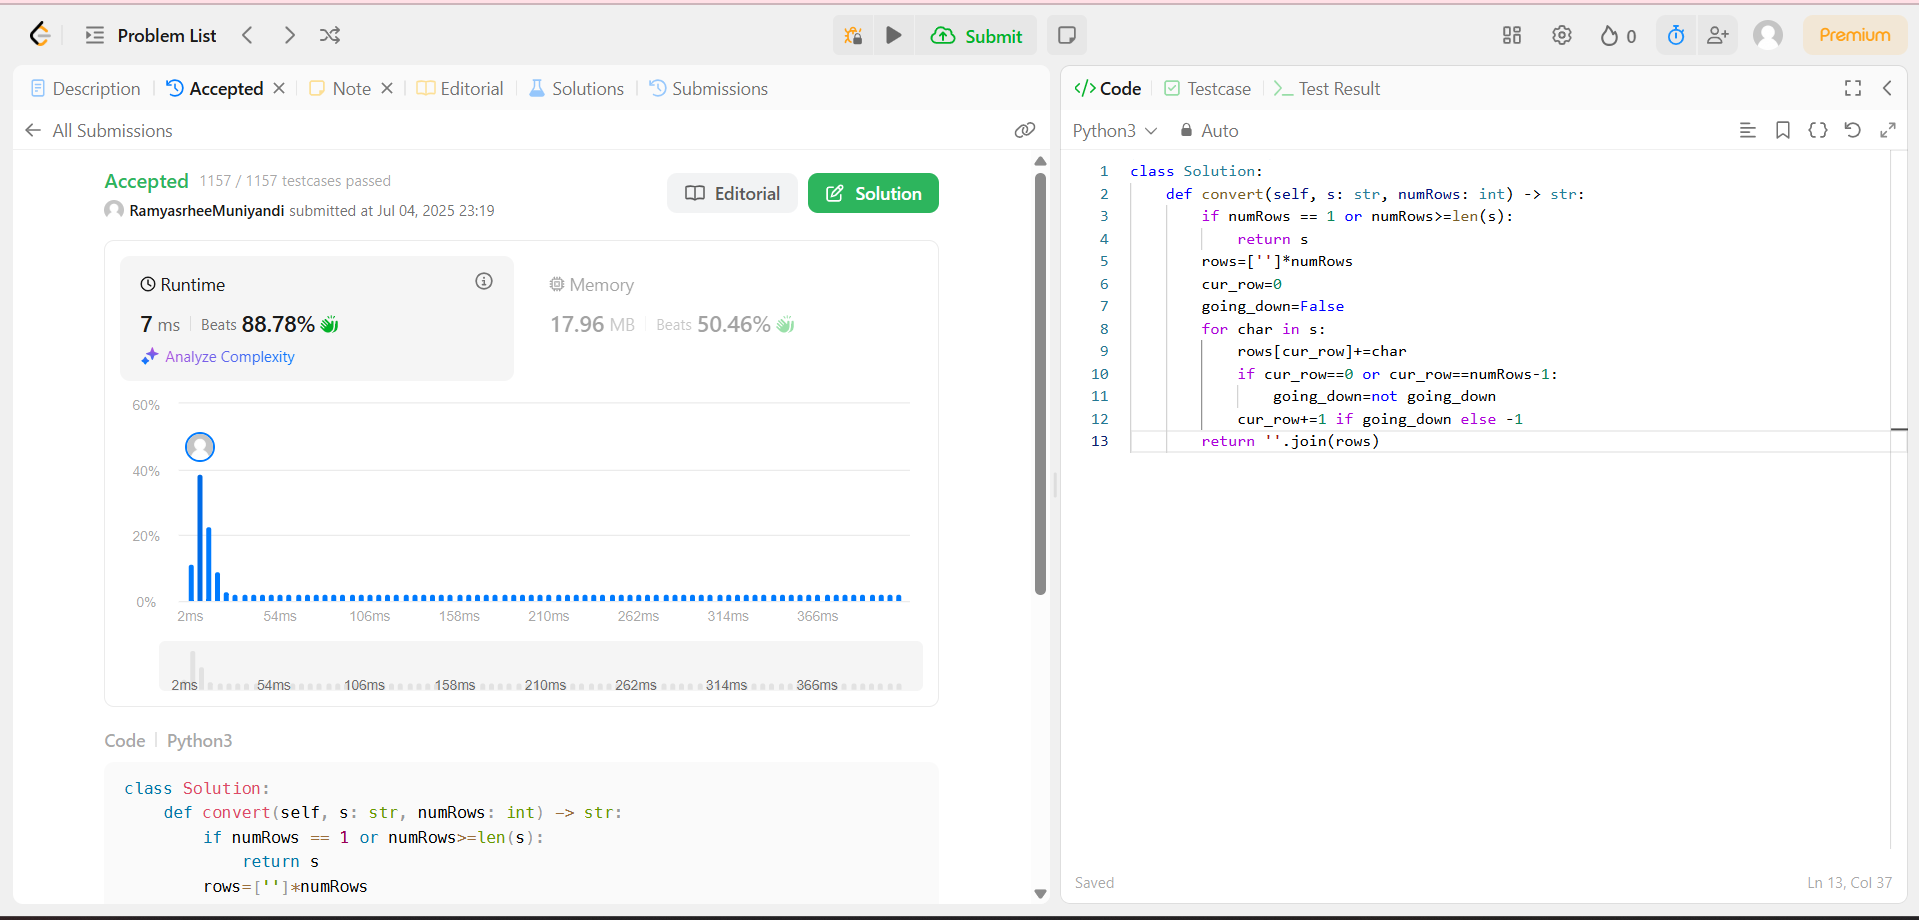 Problem List
Submit
0
Premium
Description
Accepted
Note
Editorial
Solutions
Submissions
All Submissions
Accepted 1157 / 1157 testcases passed
RamyasrheeMuniyandi submitted at Jul 04, 2025 23:19
Editorial
Solution
Runtime
7 ms Beats 88.78%
Analyze Complexity
Memory
17.96 MB Beats 50.46%
60%
40%
20%
0%
2ms 54ms 106ms 158ms 210ms 262ms 314ms 366ms
2ms 54ms 106ms 158ms 210ms 262ms 314ms 366ms
Code Python3
class Solution:
    def convert(self, s: str, numRows: int) -> str:
        if numRows == 1 or numRows>=len(s):
            return s
        rows=['']*numRows
Code
Testcase
Test Result
Python3
Auto
1 class Solution:
2     def convert(self, s: str, numRows: int) -> str:
3         if numRows == 1 or numRows>=len(s):
4             return s
5         rows=['']*numRows
6         cur_row=0
7         going_down=False
8         for char in s:
9             rows[cur_row]+=char
10             if cur_row==0 or cur_row==numRows-1:
11                 going_down=not going_down
12             cur_row+=1 if going_down else -1
13         return ''.join(rows)
Saved
Ln 13, Col 37